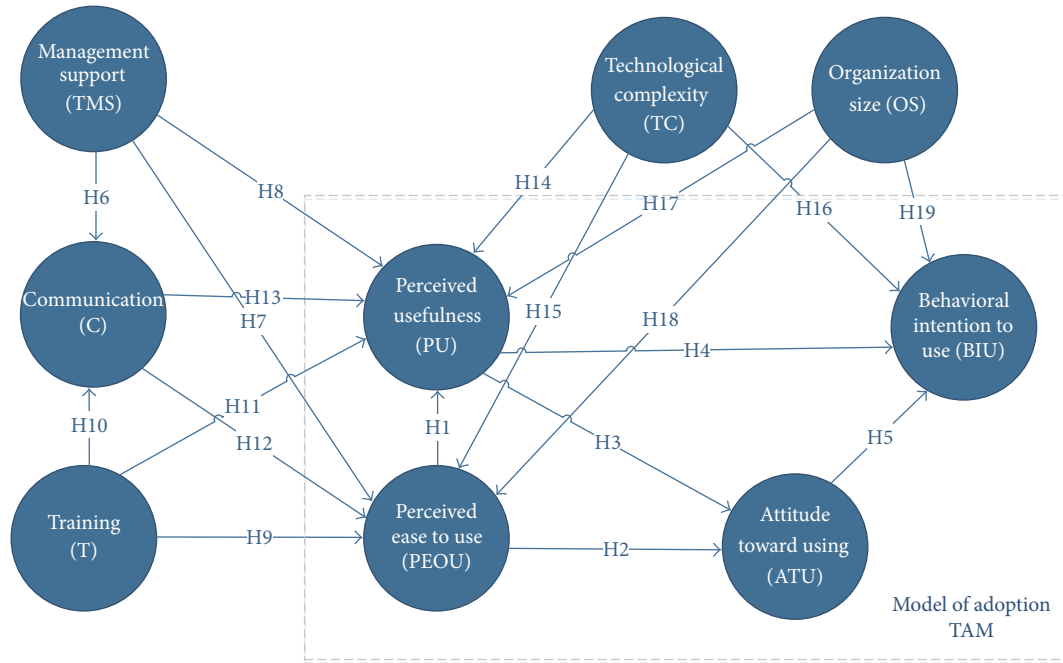 Management
support
(TMS)
Technological
complexity
(TC)
Organization
size (OS)
H6
H8
H14
H17
H16
H19
Communication
(C)
H13
H7
Perceived
usefulness
(PU)
H15
H18
Behavioral
intention to
use (BIU)
H4
H10
H11
H12
H1
H3
H5
Training
(T)
H9
Perceived
ease to use
(PEOU)
H2
Attitude
toward using
(ATU)
Model of adoption
TAM